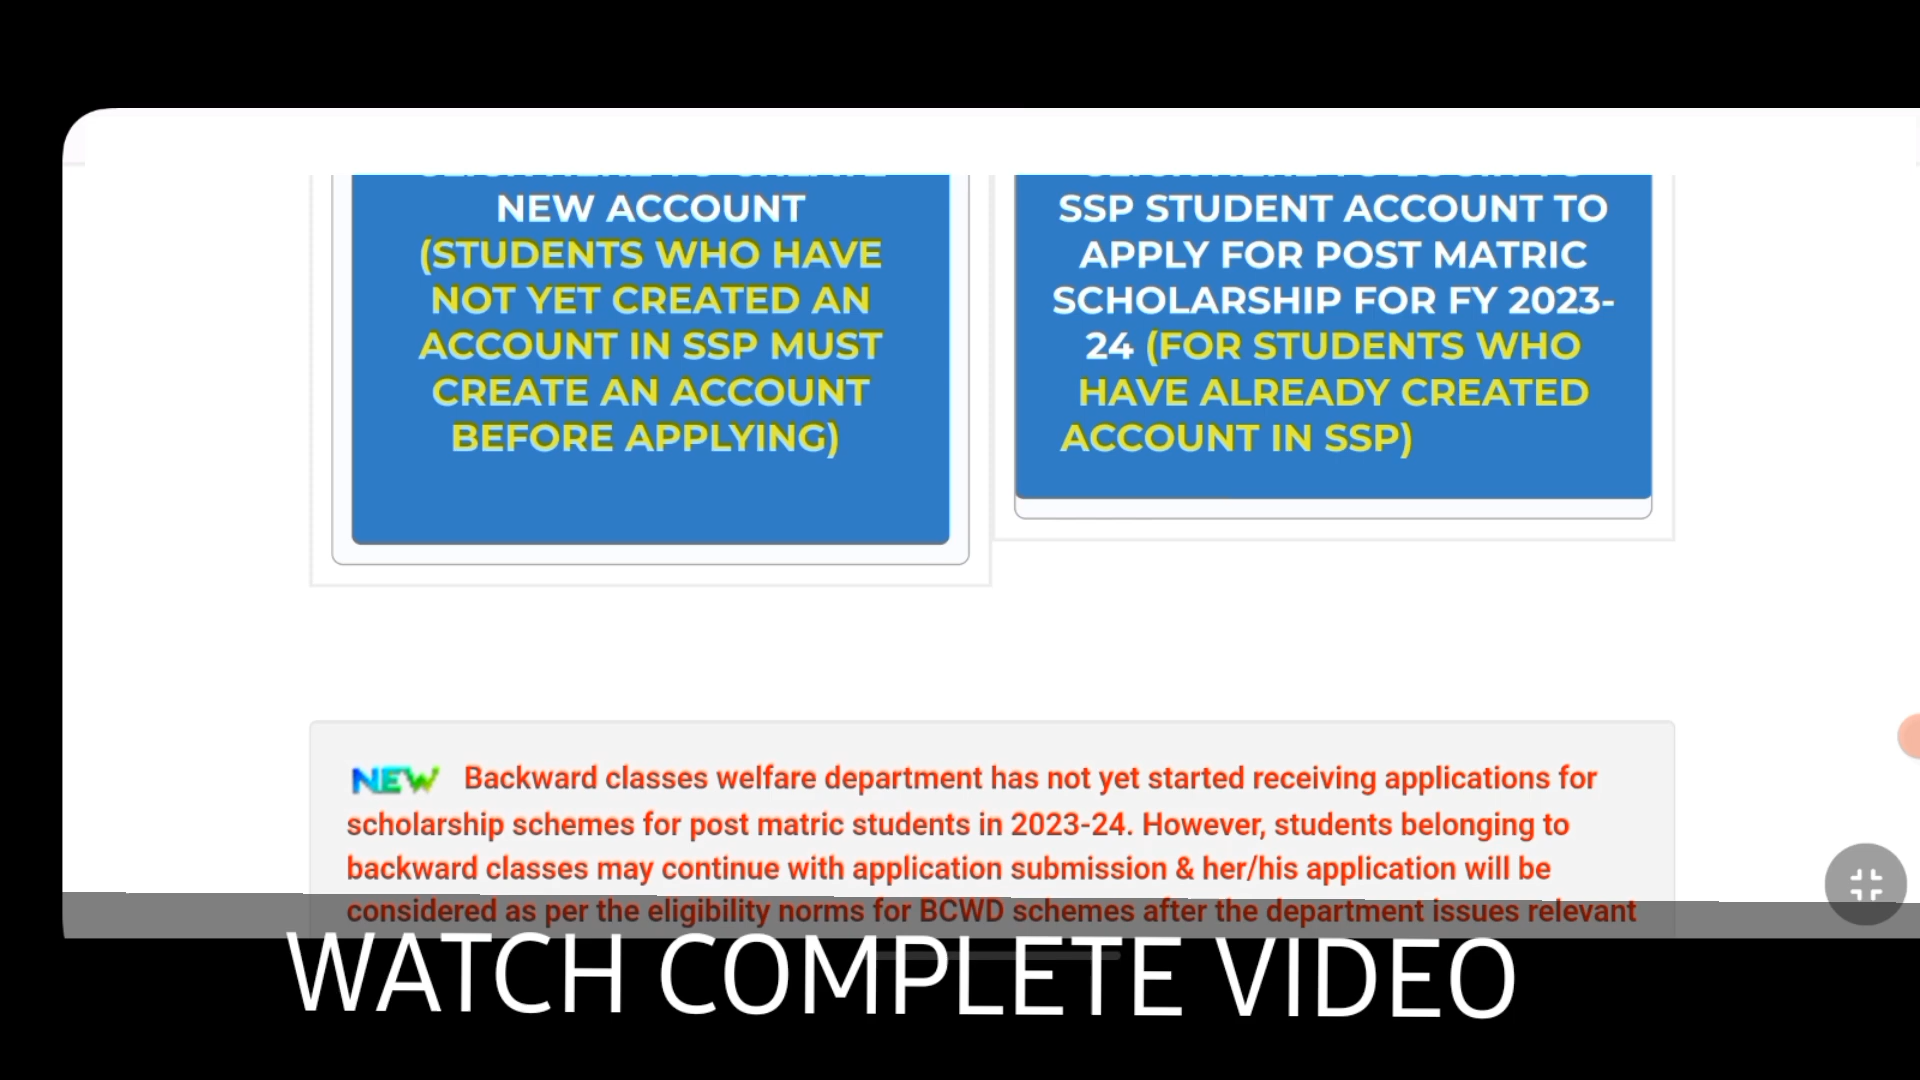 NEW ACCOUNT
(STUDENTS WHO HAVE
NOT YET CREATED AN
ACCOUNT IN SSP MUST
CREATE AN ACCOUNT
BEFORE APPLYING)
SSP STUDENT ACCOUNT TO
APPLY FOR POST MATRIC
SCHOLARSHIP FOR FY 2023-
24 (FOR STUDENTS WHO
HAVE ALREADY CREATED
ACCOUNT IN SSP)
NEW Backward classes welfare department has not yet started receiving applications for
scholarship schemes for post matric students in 2023-24. However, students belonging to
backward classes may continue with application submission & her/his application will be
considered as per the eligibility norms for BCWD schemes after the department issues relevant
WATCH COMPLETE VIDEO